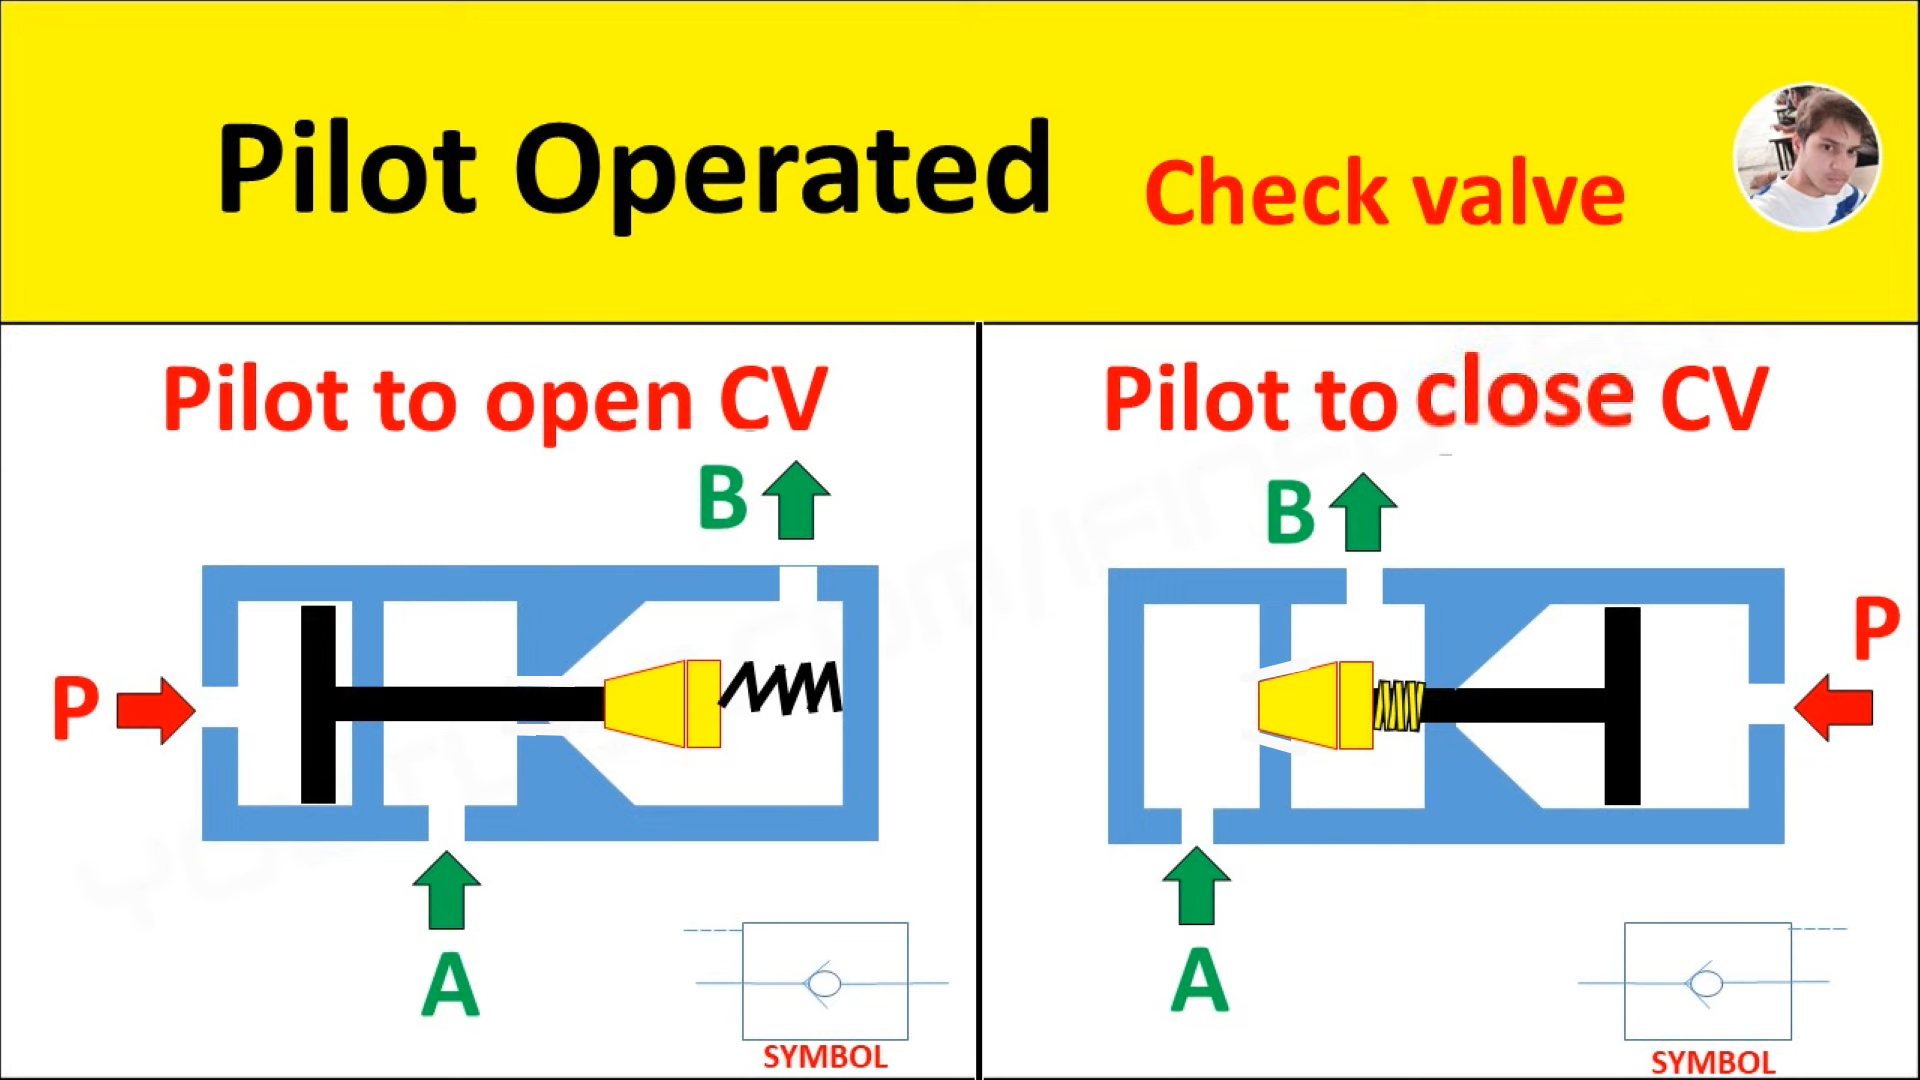 Pilot Operated Check valve
Pilot to open CV
B
P
A
SYMBOL
Pilot to close CV
B
P
A
SYMBOL